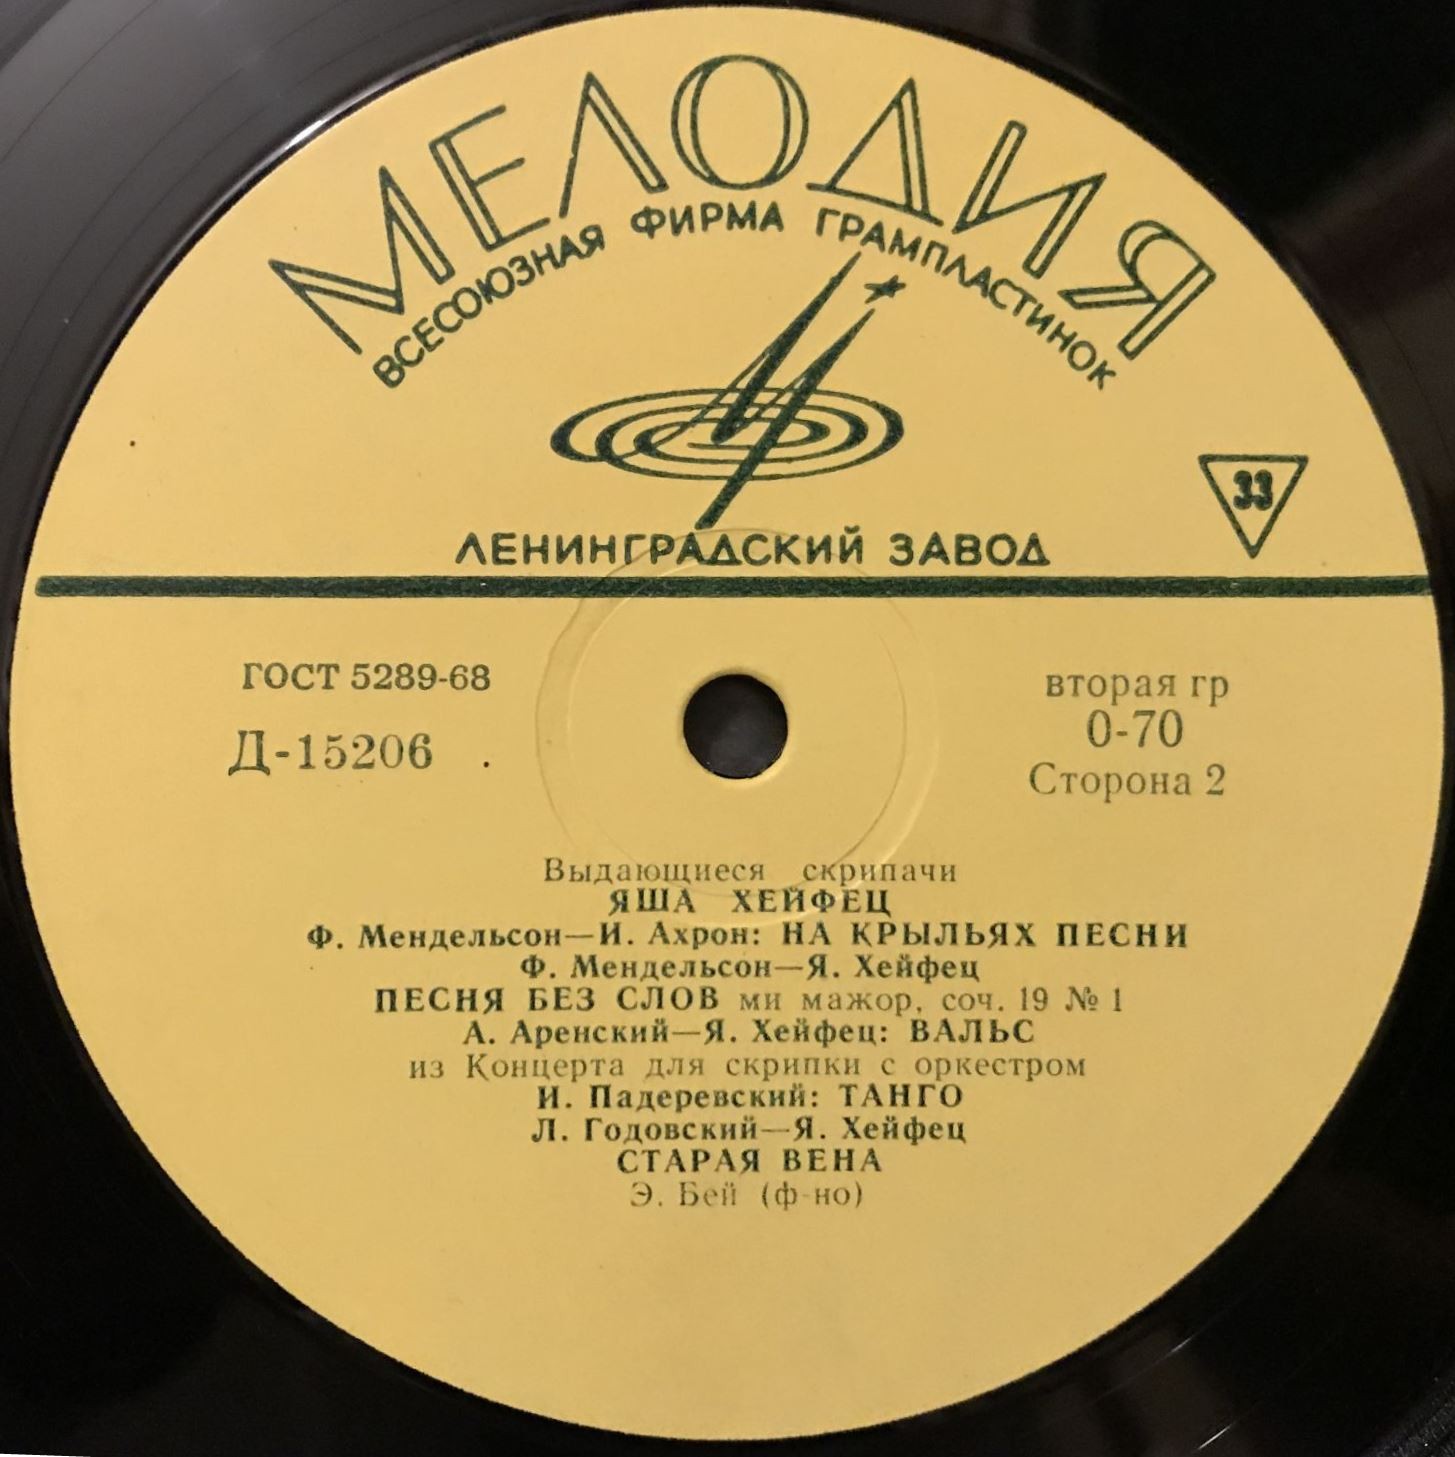 МЕЛОДИЯ
ВСЕСОЮЗНАЯ ФИРМА ГРАМПЛАСТИНОК
33
ЛЕНИНГРАДСКИЙ ЗАВОД
ГОСТ 5289-68
Д-15206
вторая гр
0-70
Сторона 2
Выдающиеся скрипачи
ЯША ХЕЙФЕЦ
Ф. Мендельсон—И. Ахрон: НА КРЫЛЬЯХ ПЕСНИ
Ф. Мендельсон—Я. Хейфец
ПЕСНЯ БЕЗ СЛОВ ми мажор, соч. 19 № 1
А. Аренский—Я. Хейфец: ВАЛЬС
из Концерта для скрипки с оркестром
И. Падеревский: ТАНГО
Л. Годовский—Я. Хейфец
СТАРАЯ ВЕНА
Э. Бей (ф-но)